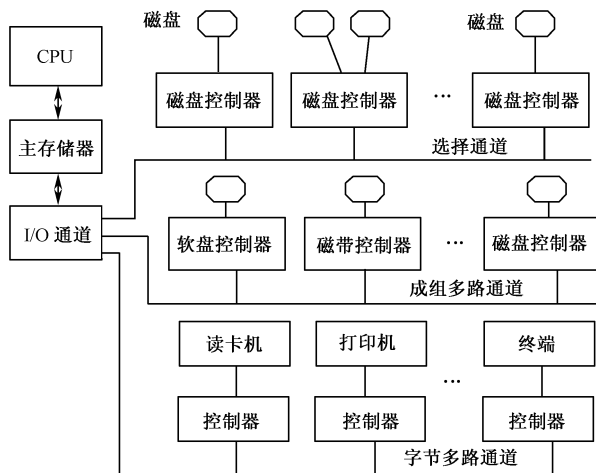 磁盘
磁盘
CPU
磁盘控制器
磁盘控制器
...
磁盘控制器
主存储器
选择通道
I/O 通道
软盘控制器
磁带控制器
...
磁盘控制器
成组多路通道
读卡机
打印机
终端
...
控制器
控制器
控制器
字节多路通道